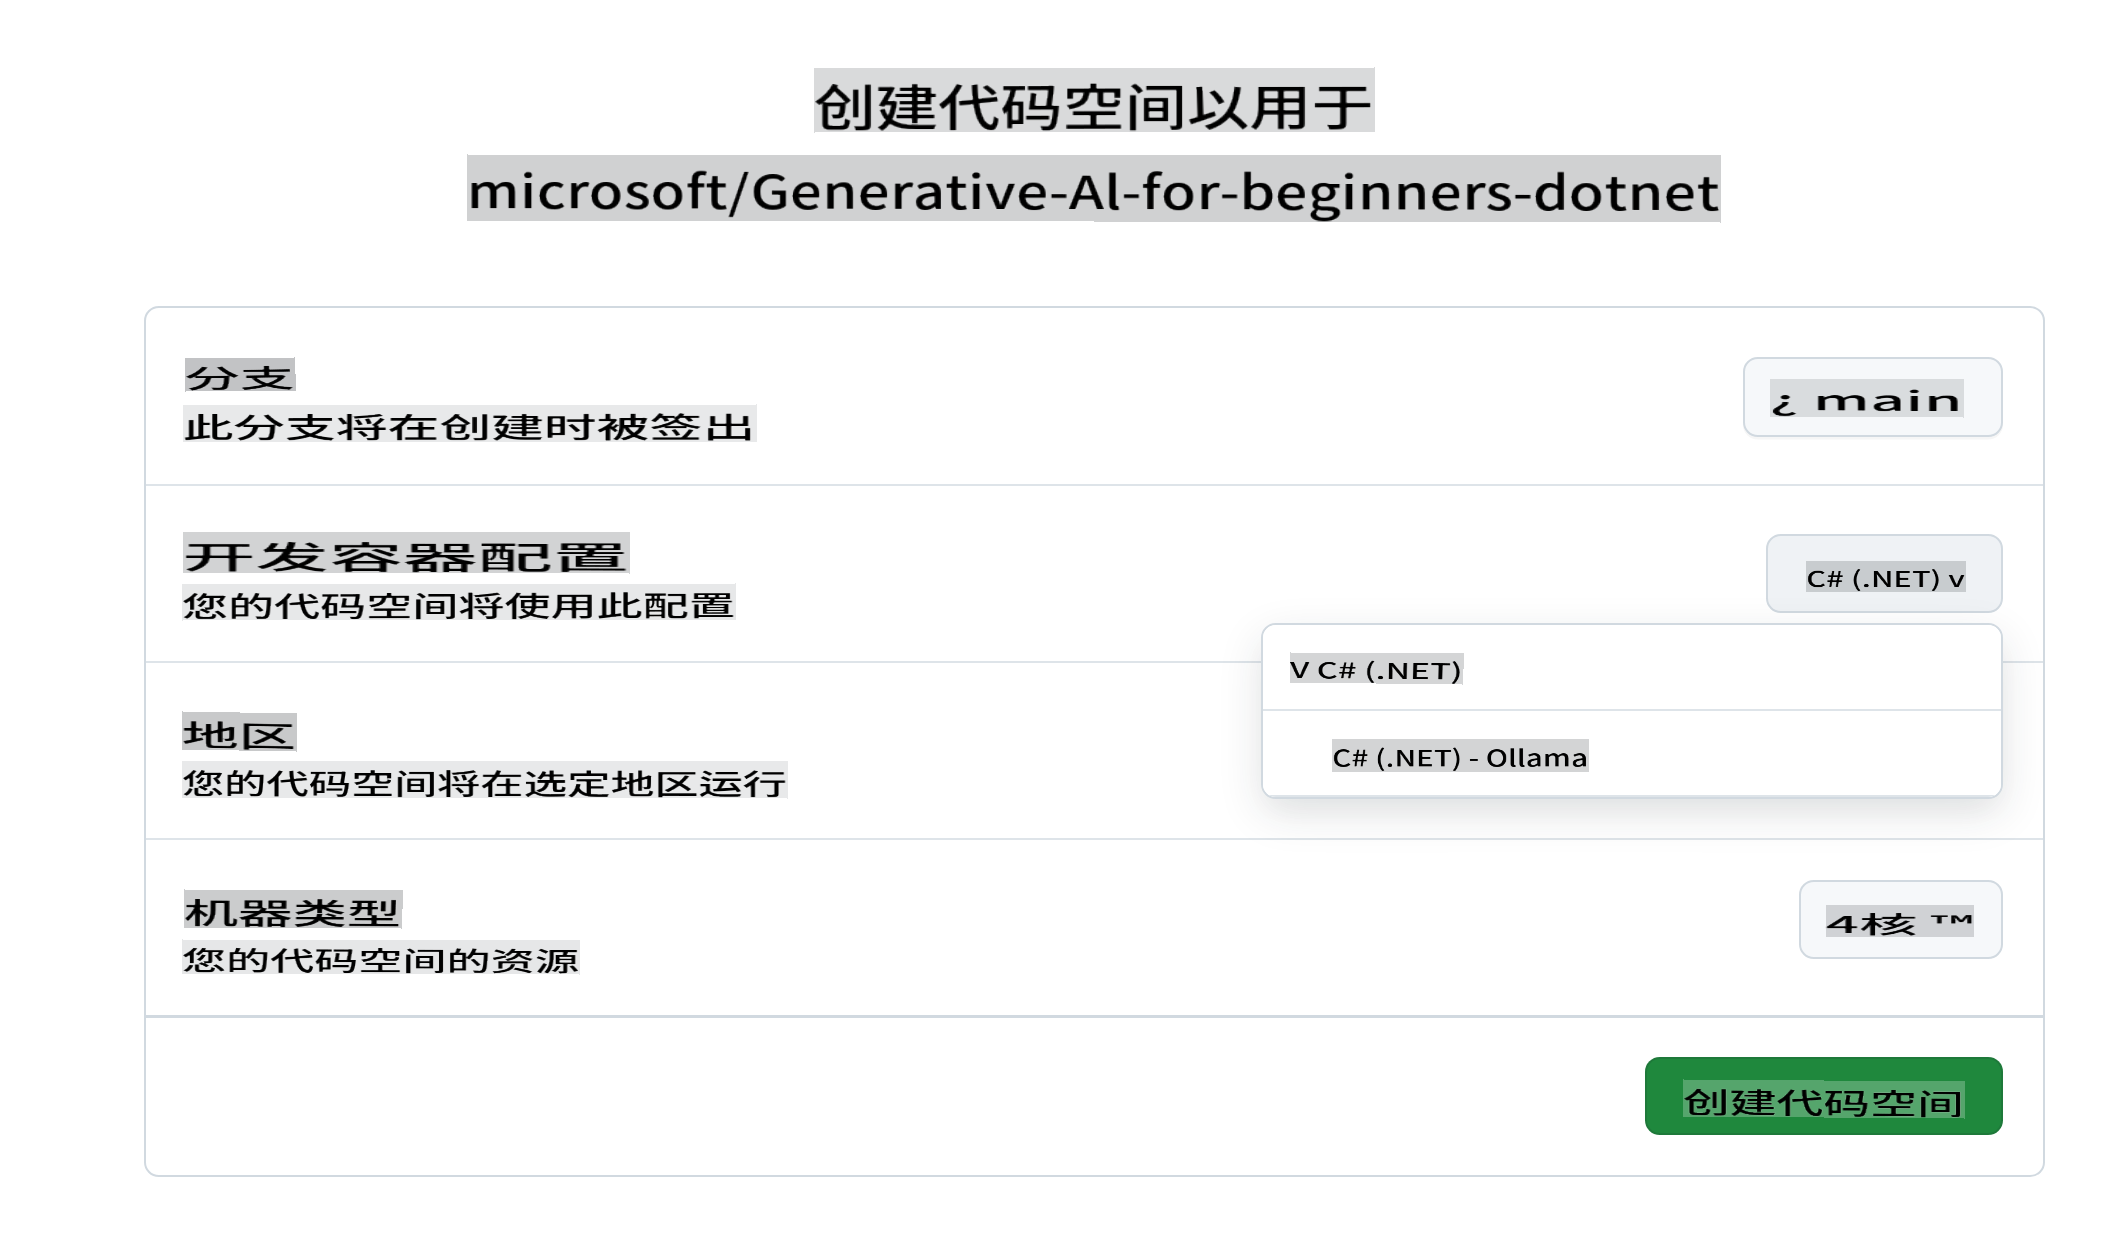 创建代码空间以用于
microsoft/Generative-Al-for-beginners-dotnet
分支
此分支将在创建时被签出
¿ main
开发容器配置
您的代码空间将使用此配置
C# (.NET) v
V C# (.NET)
C# (.NET) - Ollama
地区
您的代码空间将在选定地区运行
机器类型
您的代码空间的资源
4核 ™
创建代码空间